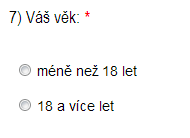 7) Váš věk: *
méně než 18 let
18 a více let